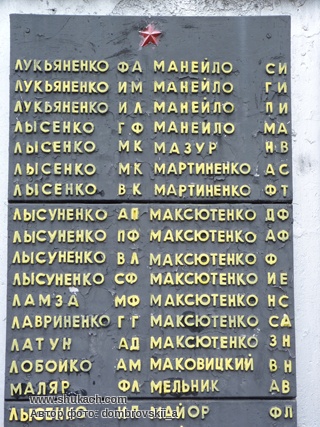 ЛУКЬЯНЕНКО ФА МАНЕЙЛО СИ
ЛУКЬЯНЕНКО ИМ МАНЕЙЛО ГИ
ЛУКЬЯНЕНКО ИЛ МАНЕЙЛО ПИ
ЛЫСЕНКО ГФ МАНЕЙЛО МА
ЛЫСЕНКО МК МАЗУР НВ
ЛЫСЕНКО МК МАРТИНЕНКО АС
ЛЫСЕНКО ВК МАРТИНЕНКО ФТ
ЛЫСУНЕНКО АП МАКСЮТЕНКО ДФ
ЛЫСУНЕНКО ПФ МАКСЮТЕНКО АФ
ЛЫСУНЕНКО ВЛ МАКСЮТЕНКО Ф
ЛЫСУНЕНКО СФ МАКСЮТЕНКО ИЕ
ЛАМЗА МФ МАКСЮТЕНКО НС
ЛАВРИНЕНКО ГГ МАКСЮТЕНКО СА
ЛАТУН АД МАКСЮТЕНКО ЗН
ЛОБОЙКО АМ МАКОВИЦКИЙ ВН
МАЛЯР ФЛ МЕЛЬНИК АВ
ФЛ
www.shukach.com
Автор фото: dombrovskii.a